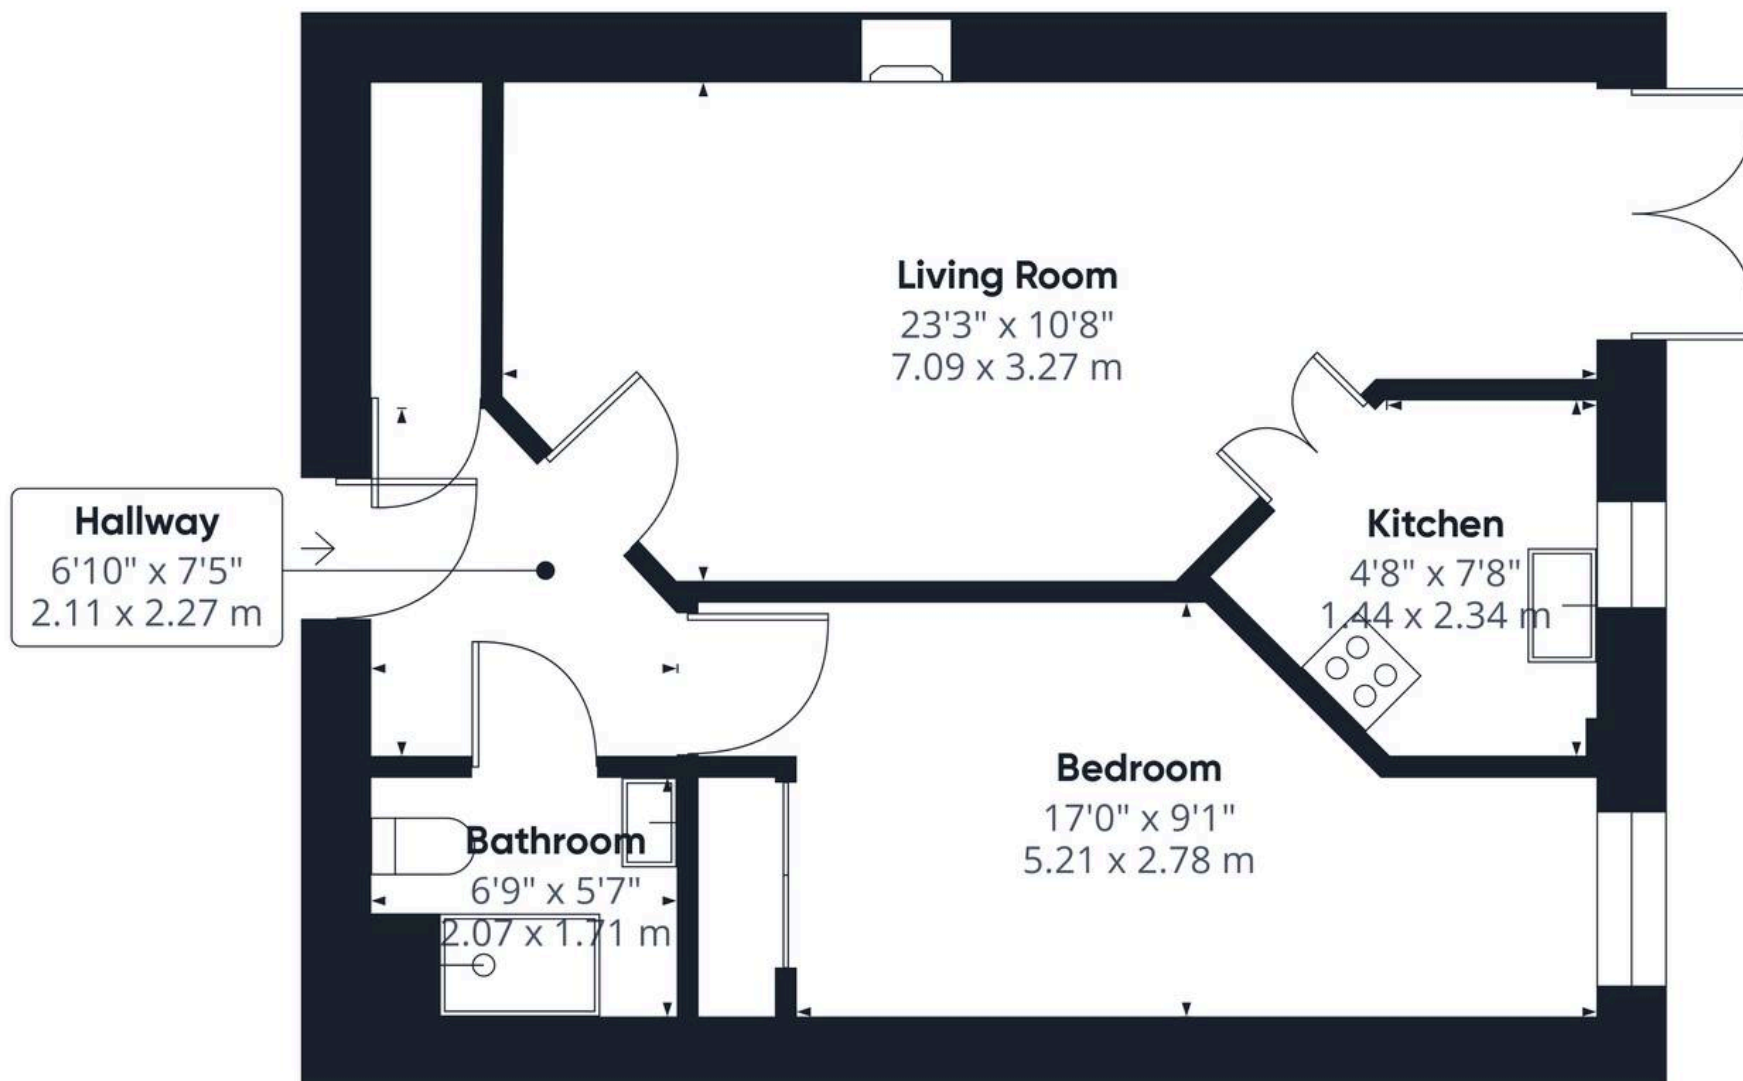 Living Room
23'3" x 10'8"
7.09 x 3.27 m
Hallway
6'10" x 7'5"
2.11 x 2.27 m
Kitchen
4'8" x 7'8"
1.44 x 2.34 m
Bedroom
17'0" x 9'1"
5.21 x 2.78 m
Bathroom
6'9" x 5'7"
2.07 x 1.71 m